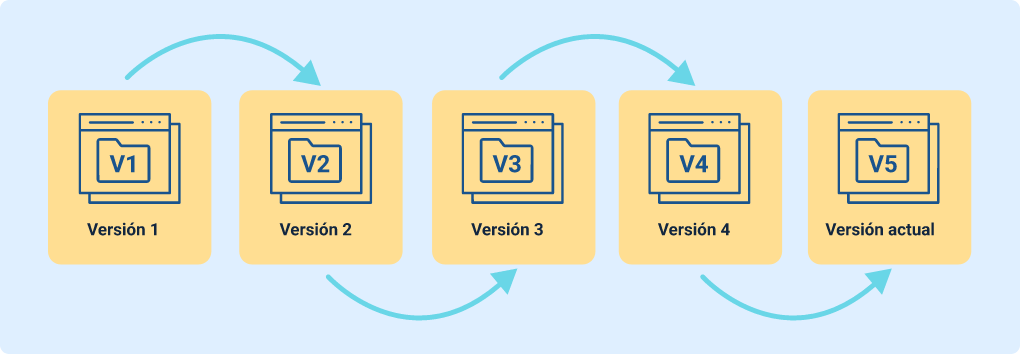 V1
V2
V3
V4
V5
Versión 1
Versión 2
Versión 3
Versión 4
Versión actual